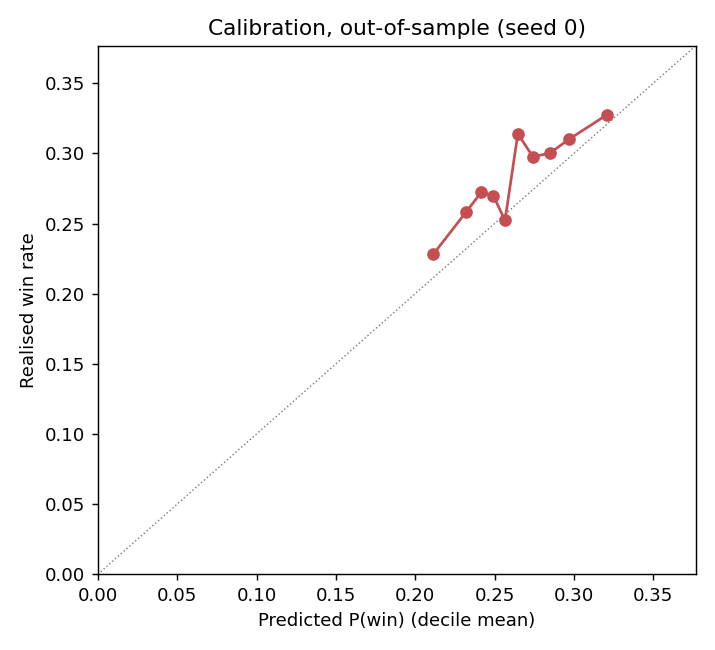 Calibration, out-of-sample (seed 0)
Realised win rate
0.35
0.30
0.25
0.20
0.15
0.10
0.05
0.00
0.00 0.05 0.10 0.15 0.20 0.25 0.30 0.35
Predicted P(win) (decile mean)